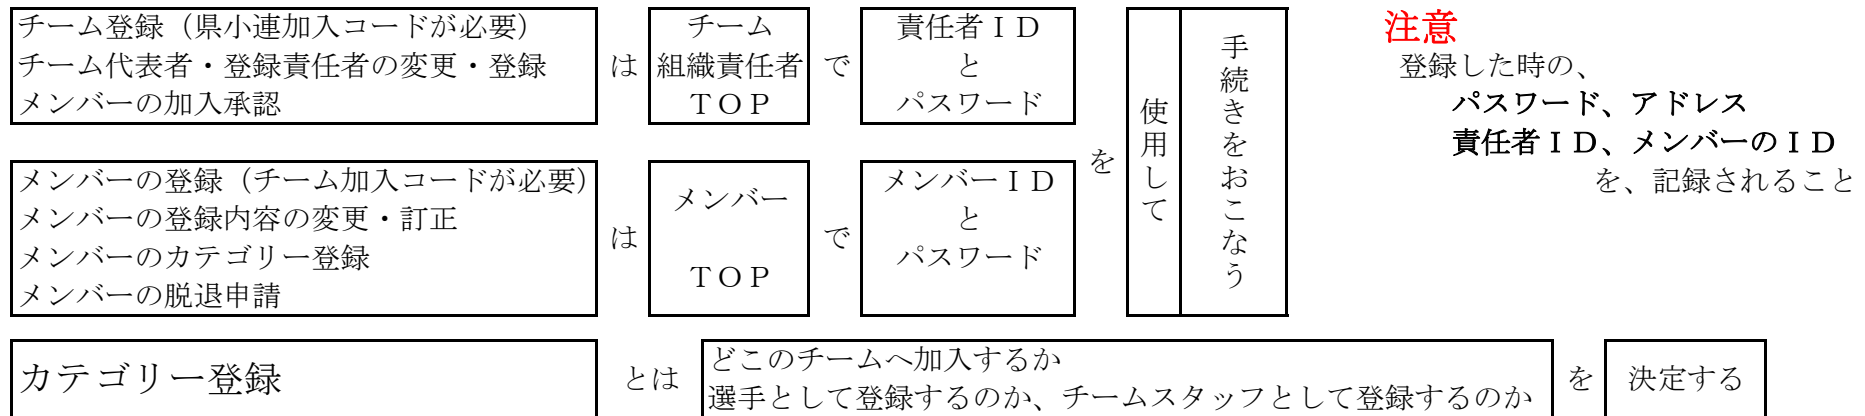 チーム登録（県小連加入コードが必要）
チーム代表者・登録責任者の変更・登録
メンバーの加入承認
は
チーム
組織責任者
ＴＯＰ
で
責任者ＩＤ
と
パスワード
メンバーの登録（チーム加入コードが必要）
メンバーの登録内容の変更・訂正
メンバーのカテゴリー登録
メンバーの脱退申請
は
メンバー
ＴＯＰ
で
メンバーＩＤ
と
パスワード
を
使用して
手続きをおこなう
注意
登録した時の、
パスワード、アドレス
責任者ＩＤ、メンバーのＩＤ
を、記録されること
カテゴリー登録
とは
どこのチームへ加入するか
選手として登録するのか、チームスタッフとして登録するのか
を
決定する